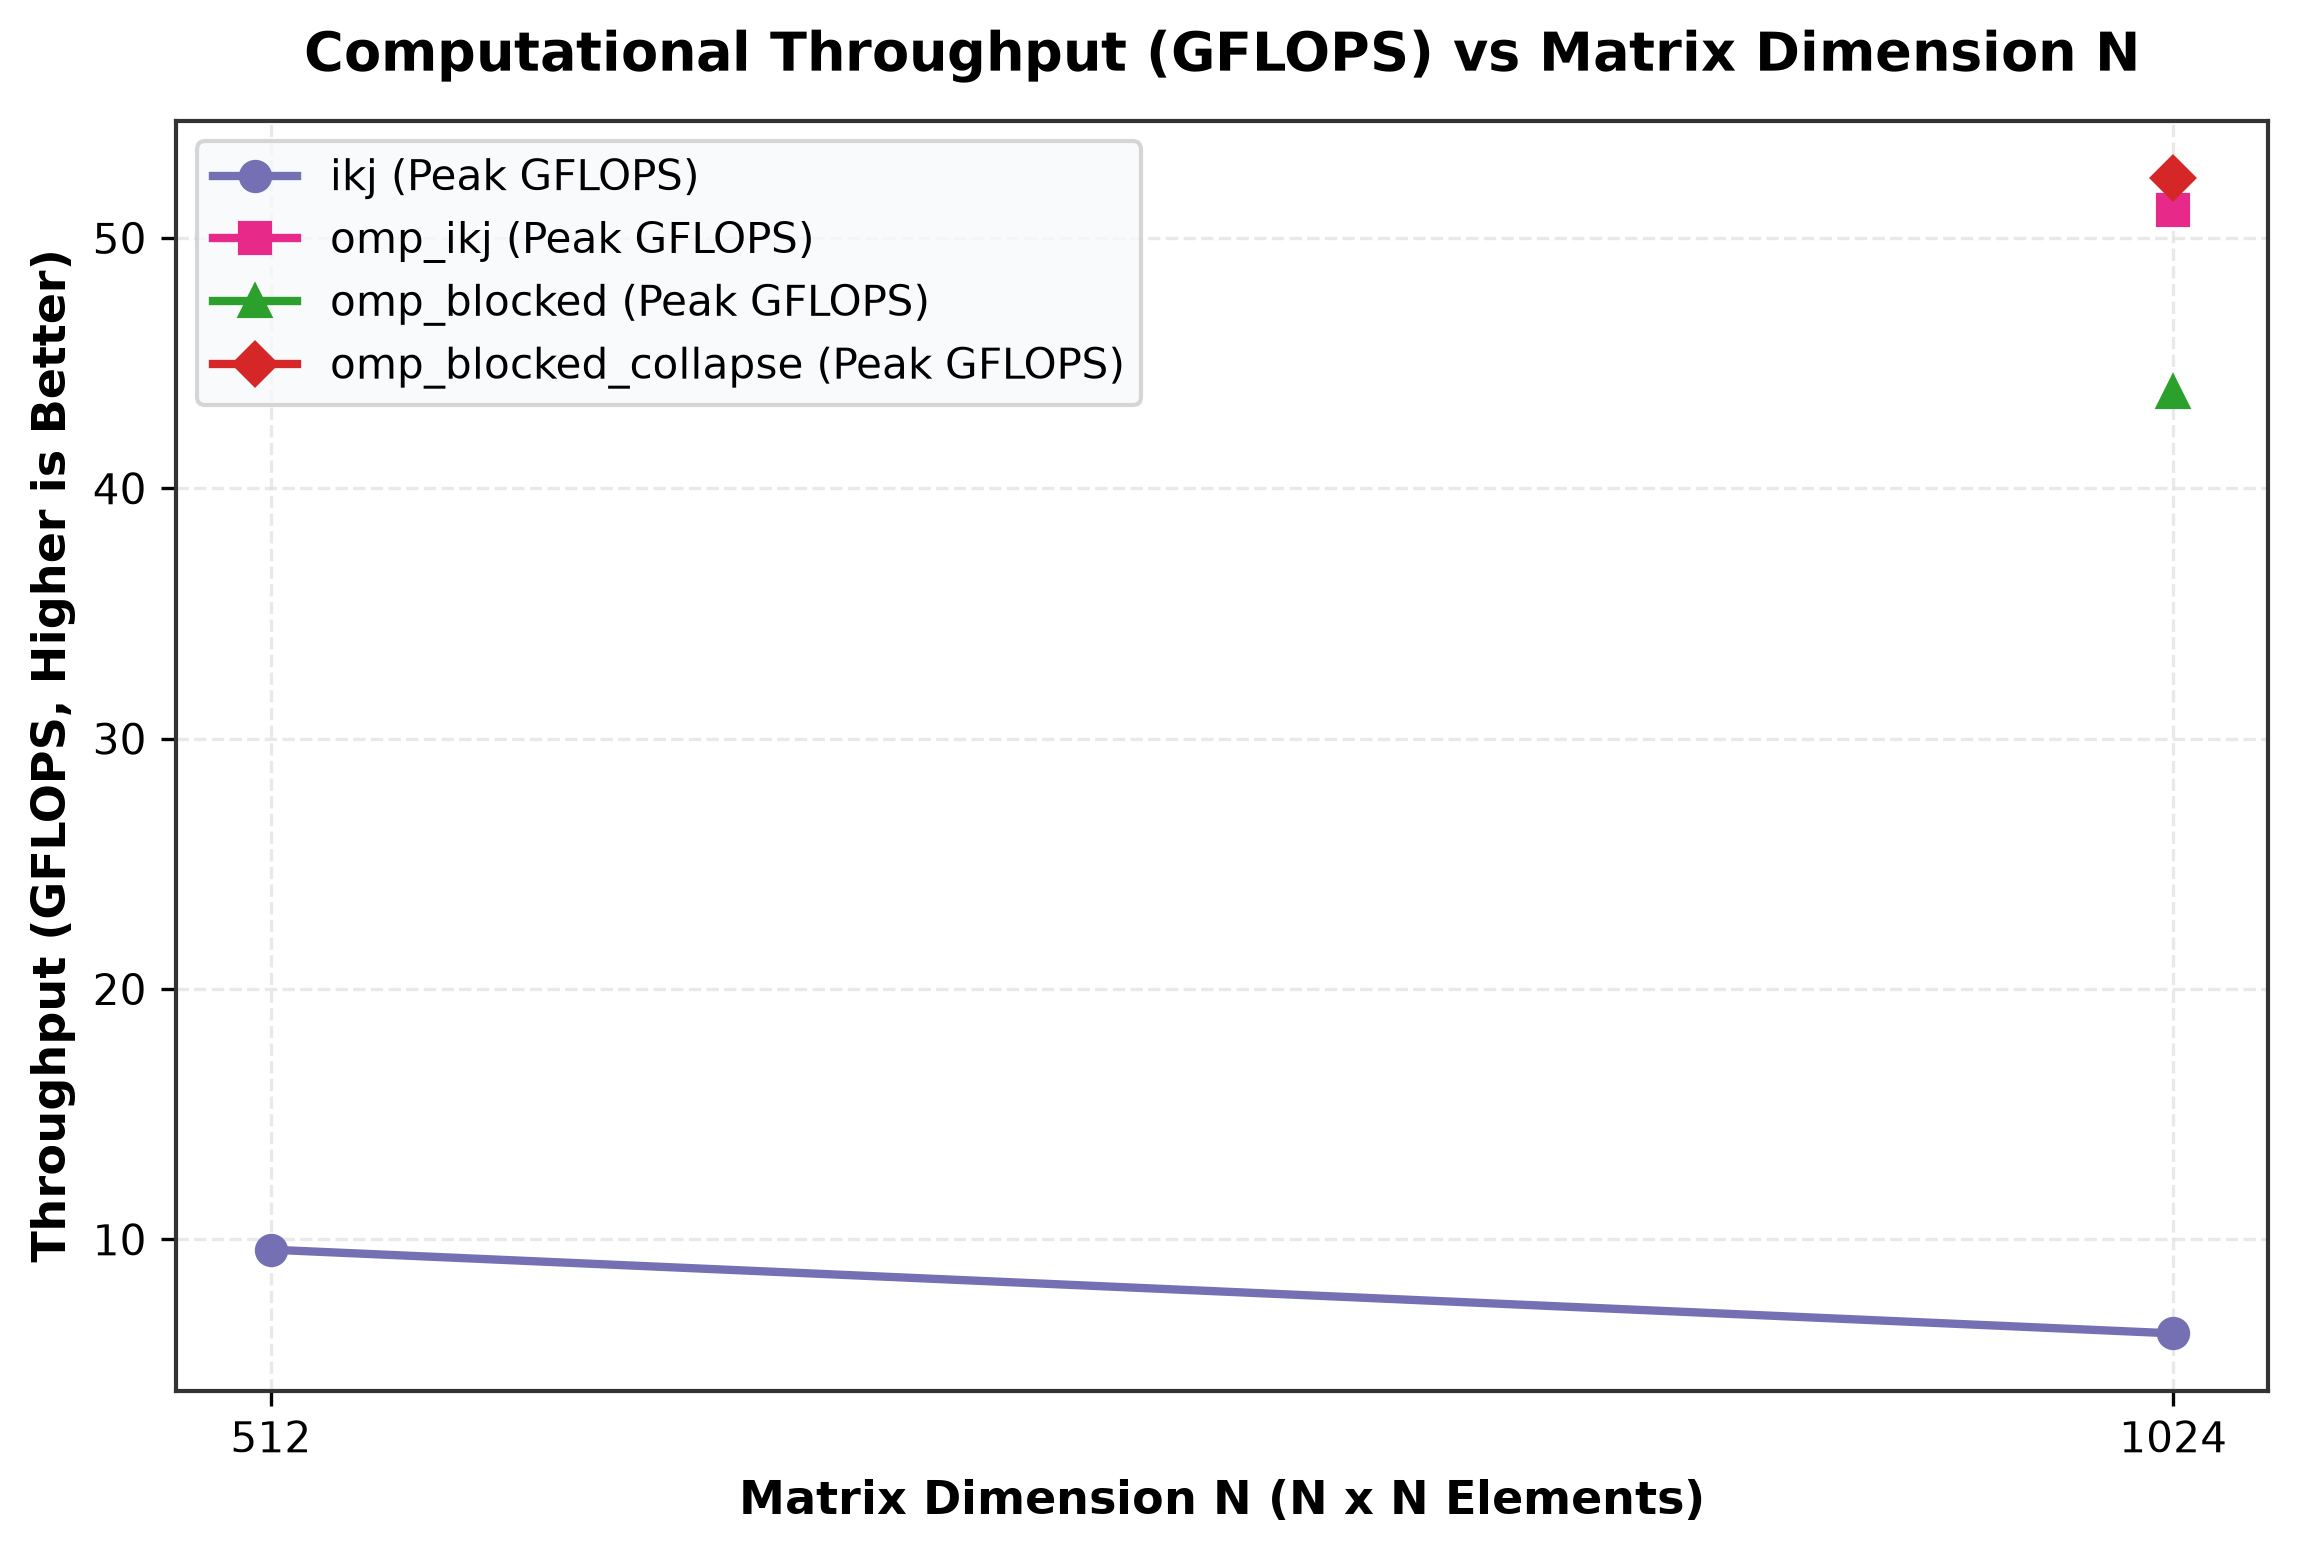 Computational Throughput (GFLOPS) vs Matrix Dimension N
ikj (Peak GFLOPS)
omp_ikj (Peak GFLOPS)
omp_blocked (Peak GFLOPS)
omp_blocked_collapse (Peak GFLOPS)
Throughput (GFLOPS, Higher is Better)
50
40
30
20
10
512
1024
Matrix Dimension N (N x N Elements)